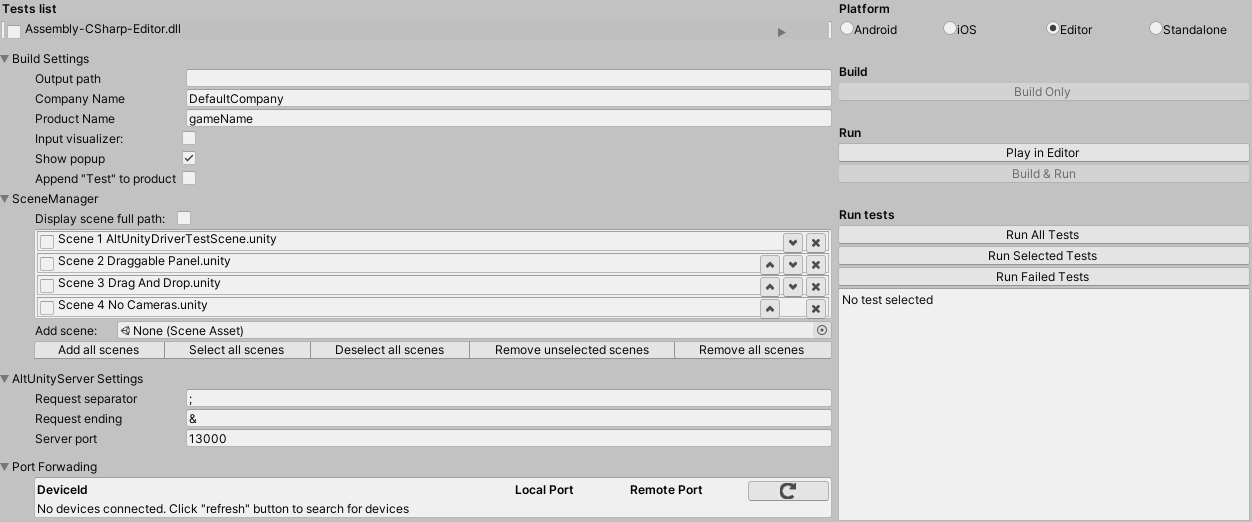 Tests list
Assembly-CSharp-Editor.dll
Build Settings
Output path
Company Name DefaultCompany
Product Name gameName
Input visualizer:
Show popup
Append "Test" to product
SceneManager
Display scene full path:
Scene 1 AltUnityDriverTestScene.unity
Scene 2 Draggable Panel.unity
Scene 3 Drag And Drop.unity
Scene 4 No Cameras.unity
Add scene: None (Scene Asset)
Add all scenes Select all scenes Deselect all scenes Remove unselected scenes Remove all scenes
AltUnityServer Settings
Request separator ;
Request ending &
Server port 13000
Port Forwading
DeviceId Local Port Remote Port
No devices connected. Click "refresh" button to search for devices
Platform
Android iOS Editor Standalone
Build
Build Only
Run
Play in Editor
Build & Run
Run tests
Run All Tests
Run Selected Tests
Run Failed Tests
No test selected